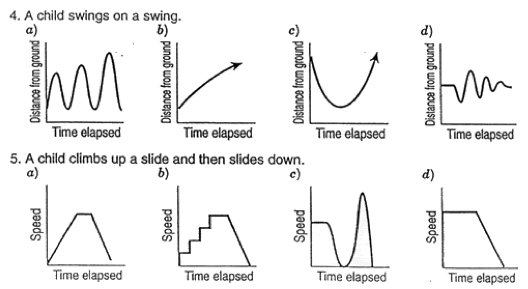 4. A child swings on a swing.
a) b) c) d)
Distance from ground Distance from ground Distance from ground Distance from ground
Time elapsed Time elapsed Time elapsed Time elapsed
5. A child climbs up a slide and then slides down.
a) b) c) d)
Speed Speed Speed Speed
Time elapsed Time elapsed Time elapsed Time elapsed